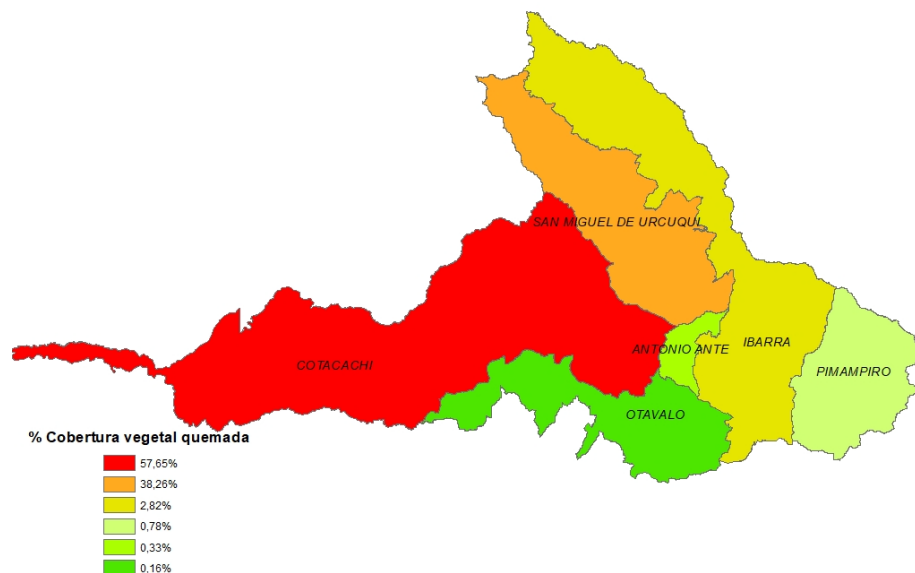 SAN MIGUEL DE URCUQUI
ANTONIO ANTE
IBARRA
COTACACHI
PIMAMPIRO
OTAVALO
% Cobertura vegetal quemada
57,65%
38,26%
2,82%
0,78%
0,33%
0,16%